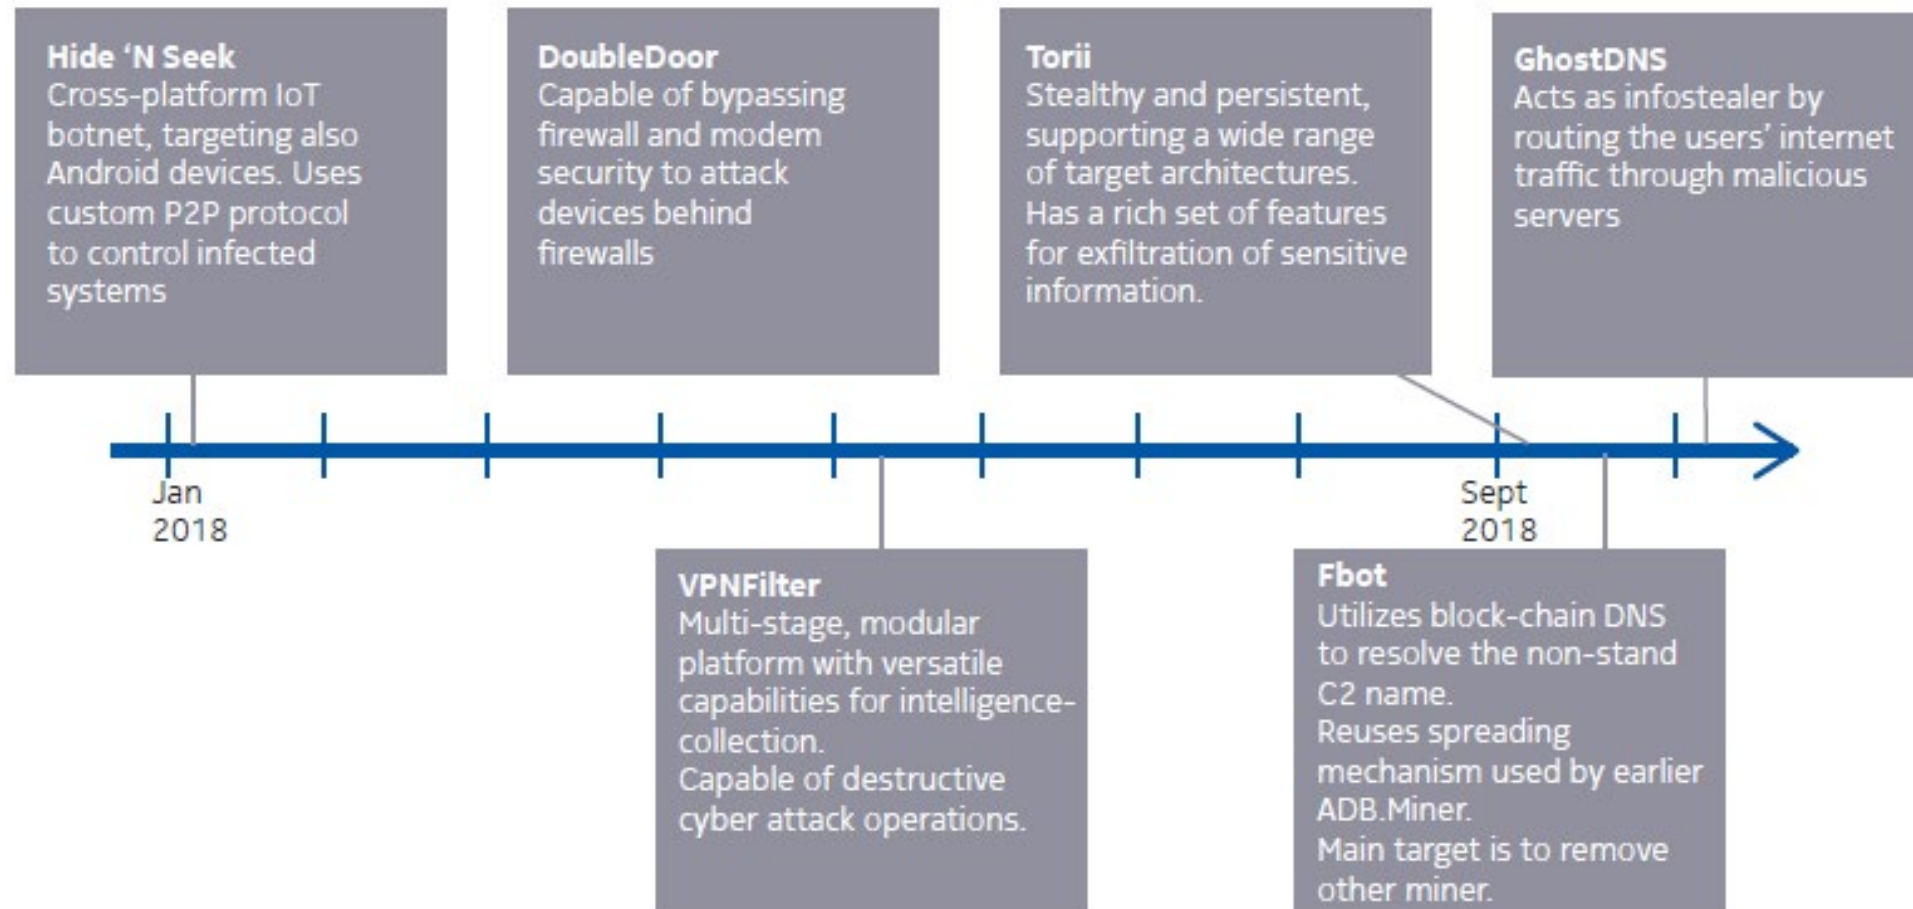 Hide ‘N Seek
Cross-platform IoT
botnet, targeting also
Android devices. Uses
custom P2P protocol
to control infected
systems
DoubleDoor
Capable of bypassing
firewall and modem
security to attack
devices behind
firewalls
Torii
Stealthy and persistent,
supporting a wide range
of target architectures.
Has a rich set of features
for exfiltration of sensitive
information.
GhostDNS
Acts as infostealer by
routing the users’ internet
traffic through malicious
servers
Jan
2018
Sept
2018
VPNFilter
Multi-stage, modular
platform with versatile
capabilities for intelligence-
collection.
Capable of destructive
cyber attack operations.
Fbot
Utilizes block-chain DNS
to resolve the non-stand
C2 name.
Reuses spreading
mechanism used by earlier
ADB.Miner.
Main target is to remove
other miner.